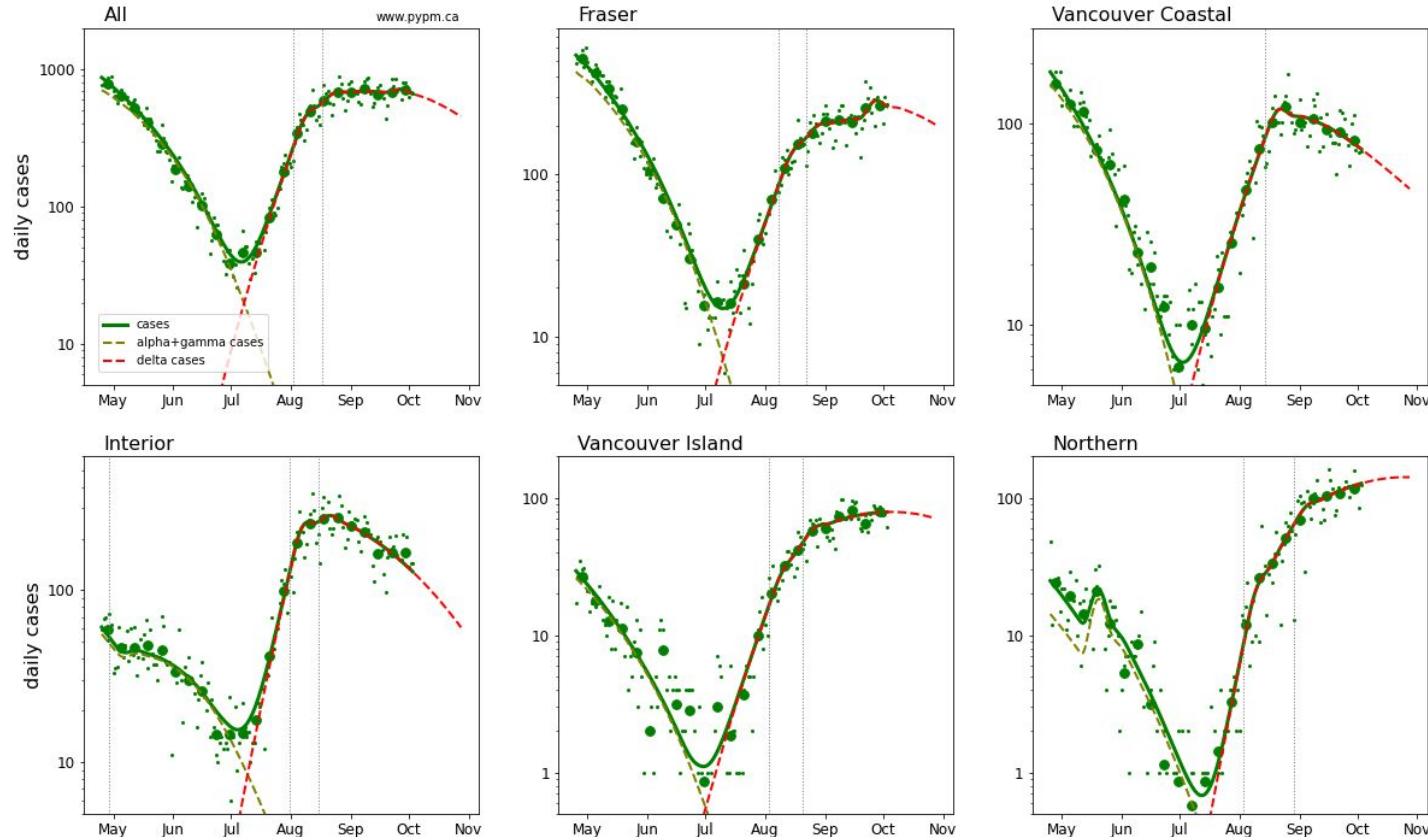 All www.pypm.ca
1000
100
10
daily cases
cases
alpha+gamma cases
delta cases
May Jun Jul Aug Sep Oct Nov
Fraser
100
10
May Jun Jul Aug Sep Oct Nov
Vancouver Coastal
100
10
May Jun Jul Aug Sep Oct Nov
Interior
100
10
daily cases
May Jun Jul Aug Sep Oct Nov
Vancouver Island
100
10
1
May Jun Jul Aug Sep Oct Nov
Northern
100
10
1
May Jun Jul Aug Sep Oct Nov